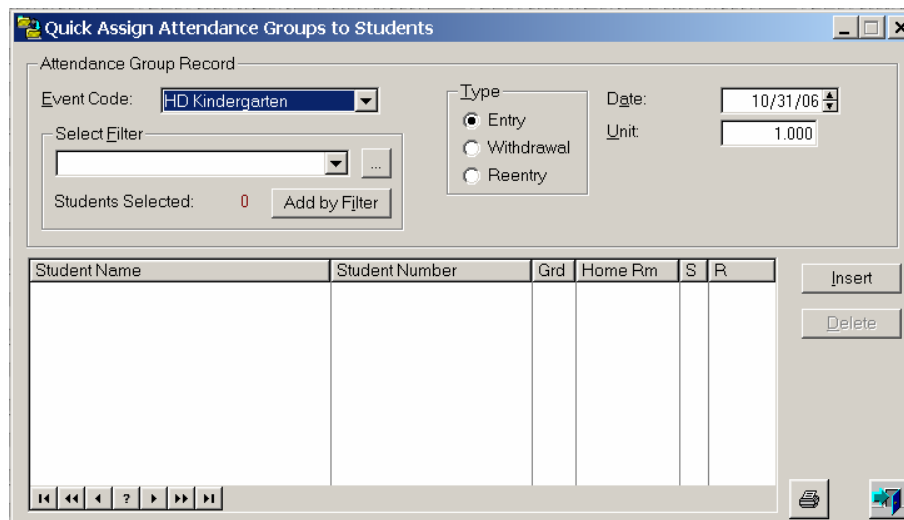 Quick Assign Attendance Groups to Students
Attendance Group Record
Event Code: HD Kindergarten
Type
Entry
Withdrawal
Reentry
Date: 10/31/06
Unit: 1.000
Select Filter
...
Students Selected: 0 Add by Filter
Student Name Student Number Grd Home Rm S R
Insert
Delete
?